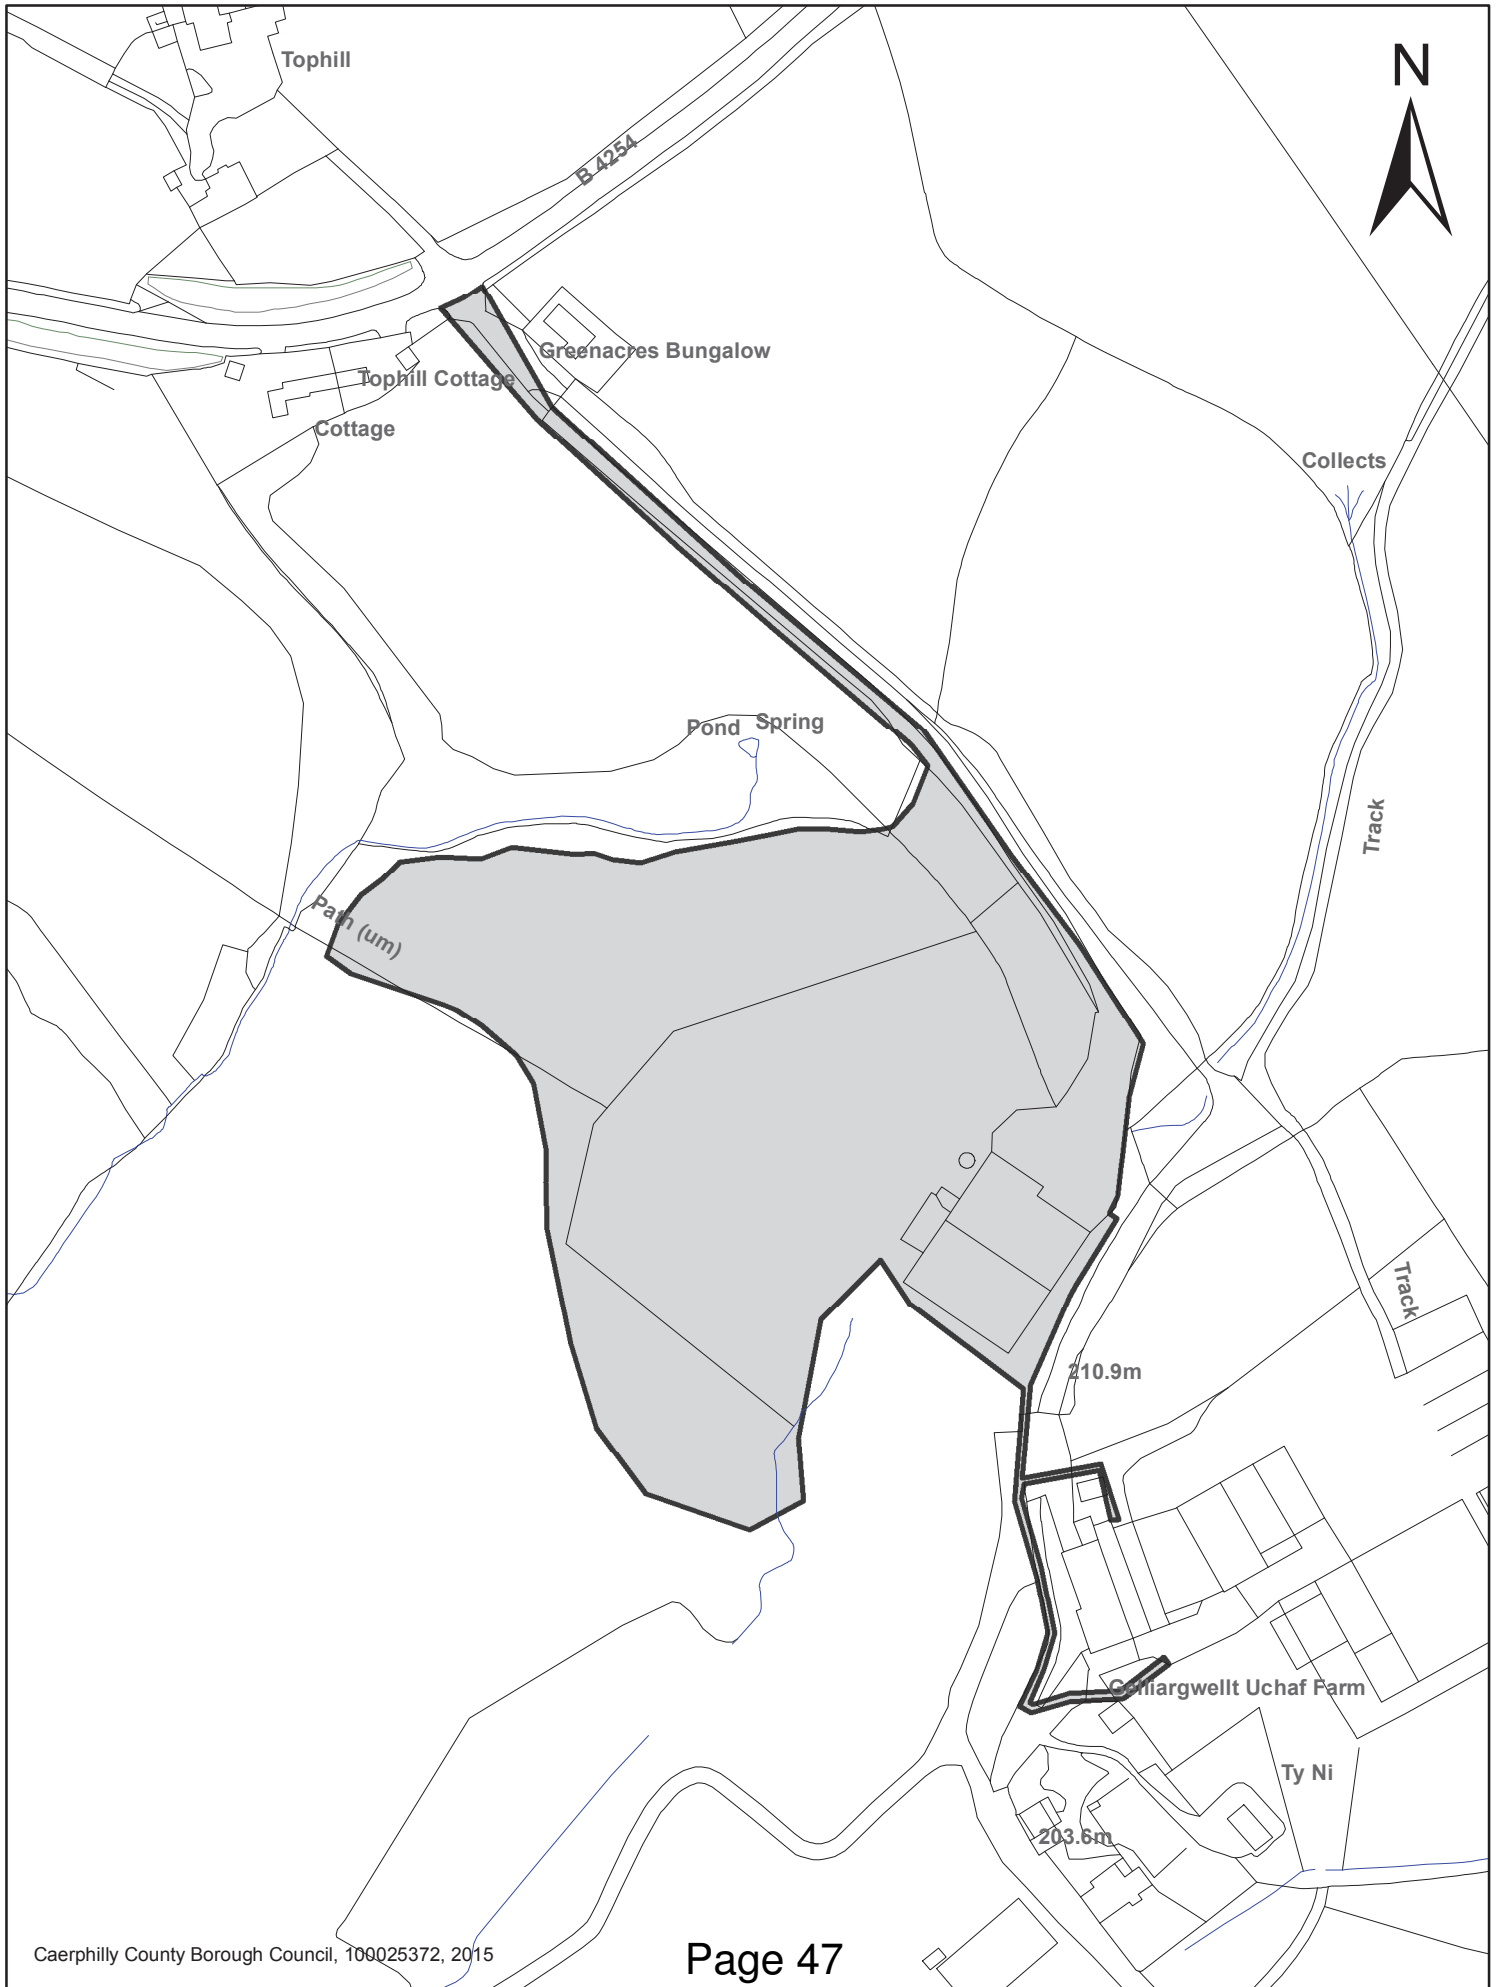 N
Tophill
B 4254
Greenacres Bungalow
Tophill Cottage
Cottage
Collects
Pond
Spring
Track
Path (um)
Track
210.9m
Gelliargwellt Uchaf Farm
Ty Ni
203.6m
Caerphilly County Borough Council, 100025372, 2015
Page 47